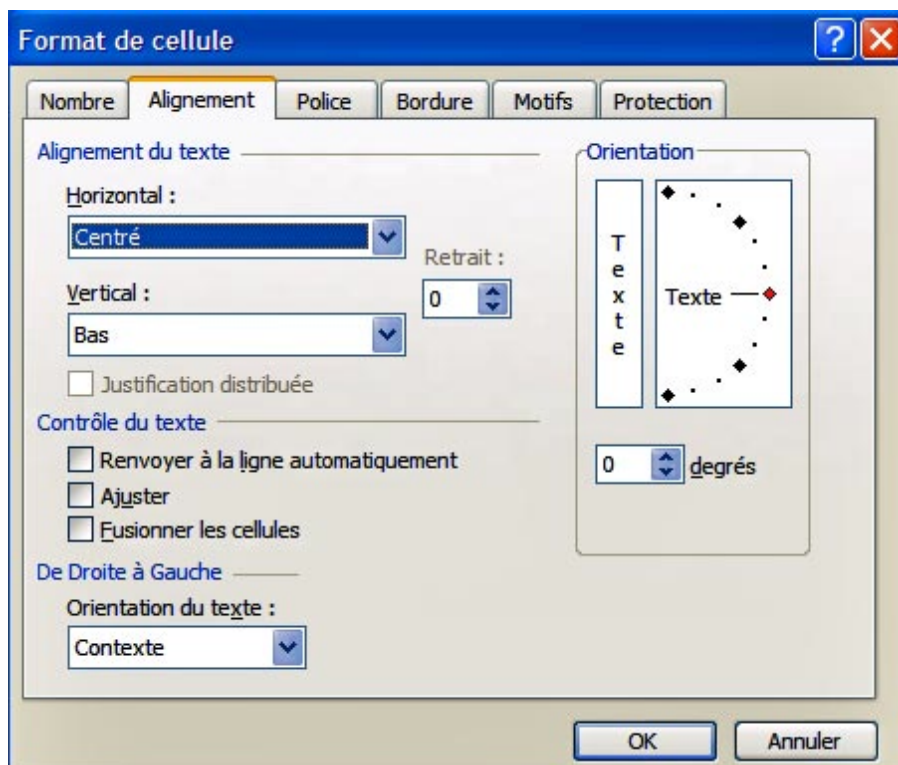 Format de cellule
Nombre Alignement Police Bordure Motifs Protection
Alignement du texte
Horizontal :
Centré
Retrait :
0
Vertical :
Bas
Justification distribuée
Contrôle du texte
Renvoyer à la ligne automatiquement
Ajuster
Fusionner les cellules
De Droite à Gauche
Orientation du texte :
Contexte
Orientation
Texte
Texte
0 degrés
OK Annuler